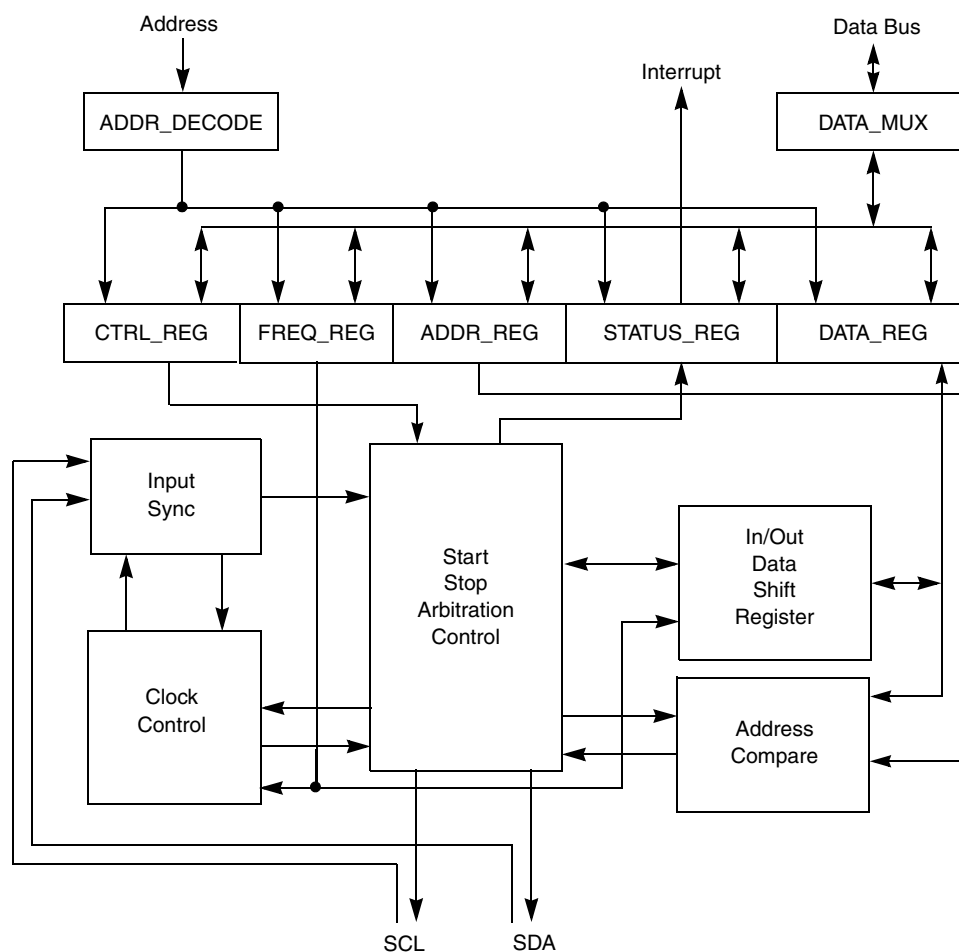 Address
Data Bus
Interrupt
ADDR_DECODE
DATA_MUX
CTRL_REG
FREQ_REG
ADDR_REG
STATUS_REG
DATA_REG
Input
Sync
Start
Stop
Arbitration
Control
In/Out
Data
Shift
Register
Clock
Control
Address
Compare
SCL
SDA